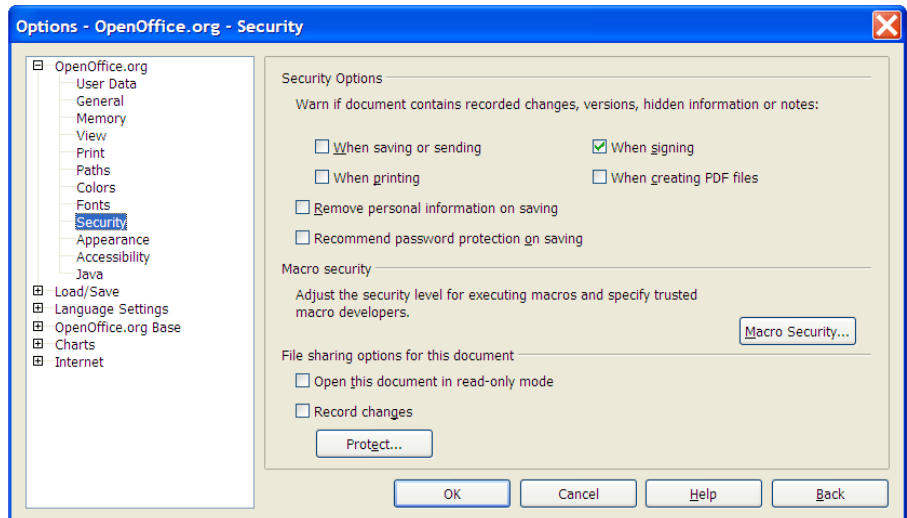 Options - OpenOffice.org - Security
OpenOffice.org
User Data
General
Memory
View
Print
Paths
Colors
Fonts
Security
Appearance
Accessibility
Java
Load/Save
Language Settings
OpenOffice.org Base
Charts
Internet
Security Options
Warn if document contains recorded changes, versions, hidden information or notes:
When saving or sending
When signing
When printing
When creating PDF files
Remove personal information on saving
Recommend password protection on saving
Macro security
Adjust the security level for executing macros and specify trusted
macro developers.
Macro Security...
File sharing options for this document
Open this document in read-only mode
Record changes
Protect...
OK
Cancel
Help
Back